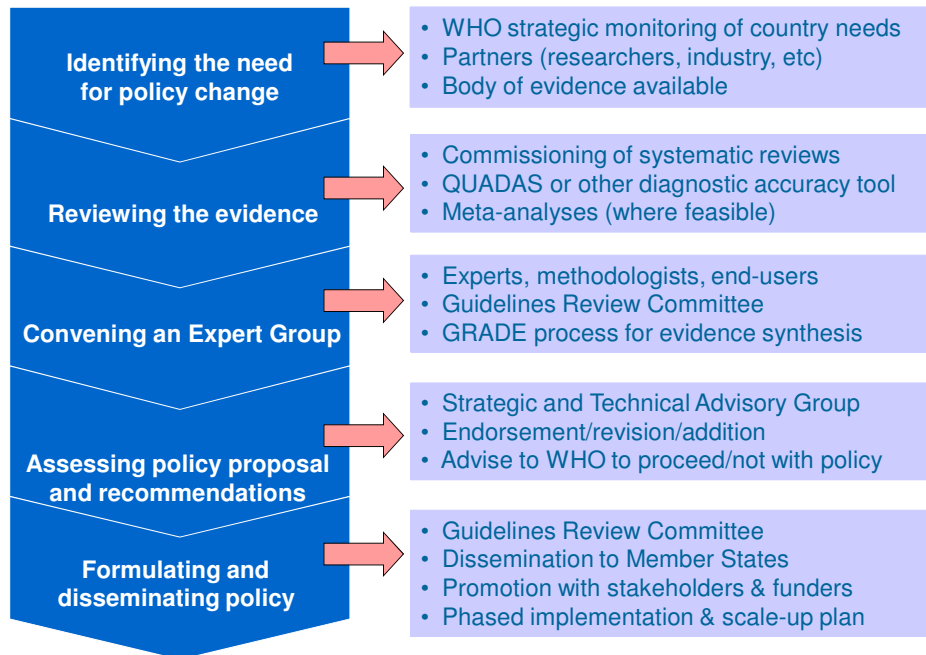 Identifying the need
for policy change
• WHO strategic monitoring of country needs
• Partners (researchers, industry, etc)
• Body of evidence available
Reviewing the evidence
• Commissioning of systematic reviews
• QUADAS or other diagnostic accuracy tool
• Meta-analyses (where feasible)
Convening an Expert Group
• Experts, methodologists, end-users
• Guidelines Review Committee
• GRADE process for evidence synthesis
Assessing policy proposal
and recommendations
• Strategic and Technical Advisory Group
• Endorsement/revision/addition
• Advise to WHO to proceed/not with policy
Formulating and
disseminating policy
• Guidelines Review Committee
• Dissemination to Member States
• Promotion with stakeholders & funders
• Phased implementation & scale-up plan